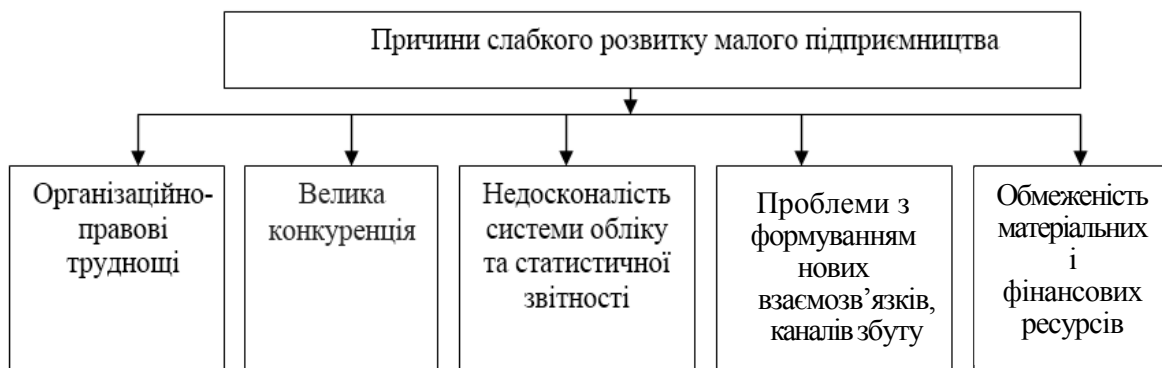 Причини слабкого розвитку малого підприємництва
Організаційно-
правові
труднощі
Велика
конкуренція
Недосконалість
системи обліку
та статистичної
звітності
Проблеми з
формуванням
нових
взаємозв’язків,
каналів збуту
Обмеженість
матеріальних
і
фінансових
ресурсів